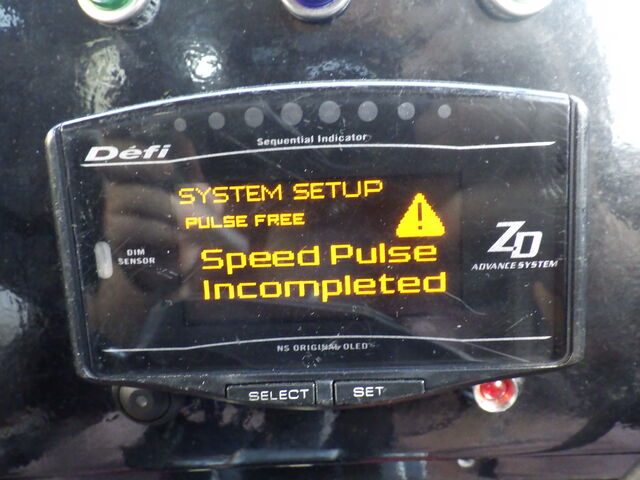 Sequential Indicator
Defi
SYSTEM SETUP
PULSE FREE
!
Speed Pulse
Incompleted
DIM
SENSOR
ZD
ADVANCE SYSTEM
NS ORIGINAL OLED
SELECT
SET